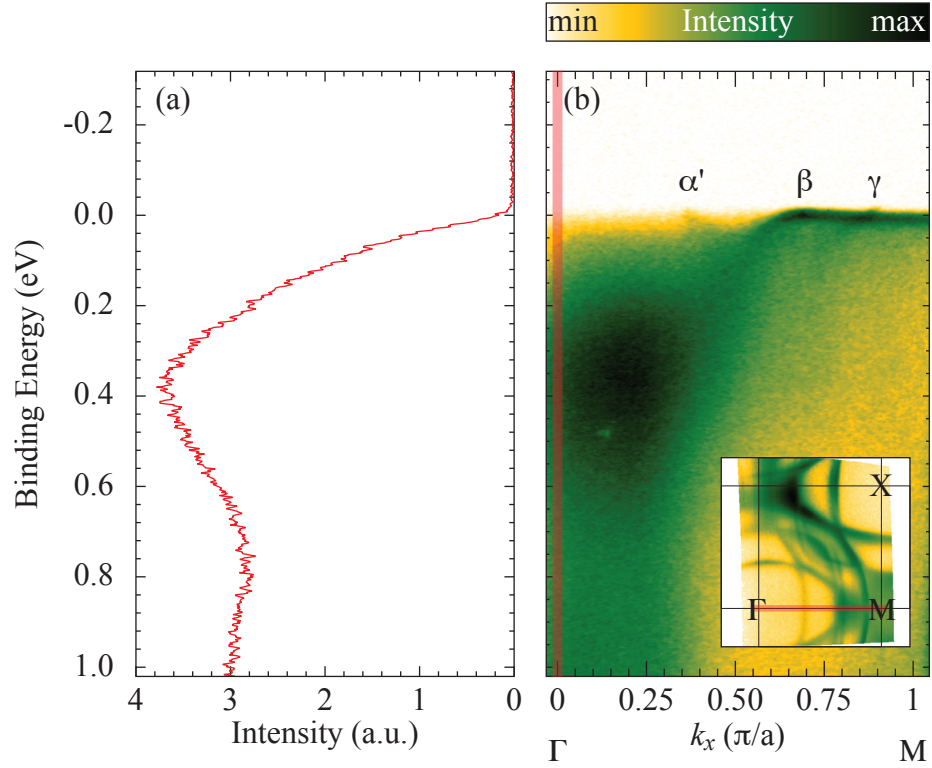 min Intensity max
(a)
-0.2
0.0
0.2
0.4
0.6
0.8
1.0
Binding Energy (eV)
4 3 2 1 0
Intensity (a.u.)
(b)
α' β γ
X
Γ M
0 0.25 0.50 0.75 1
k_x (π/a)
Γ M